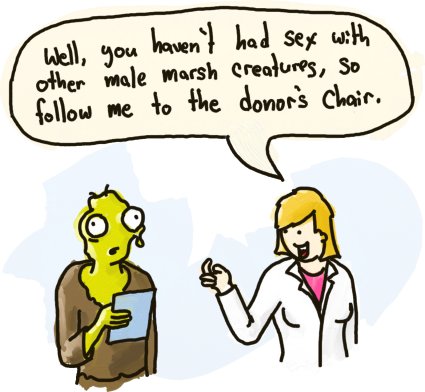 Well, you haven't had sex with
other male marsh creatures, so
follow me to the donor's chair.